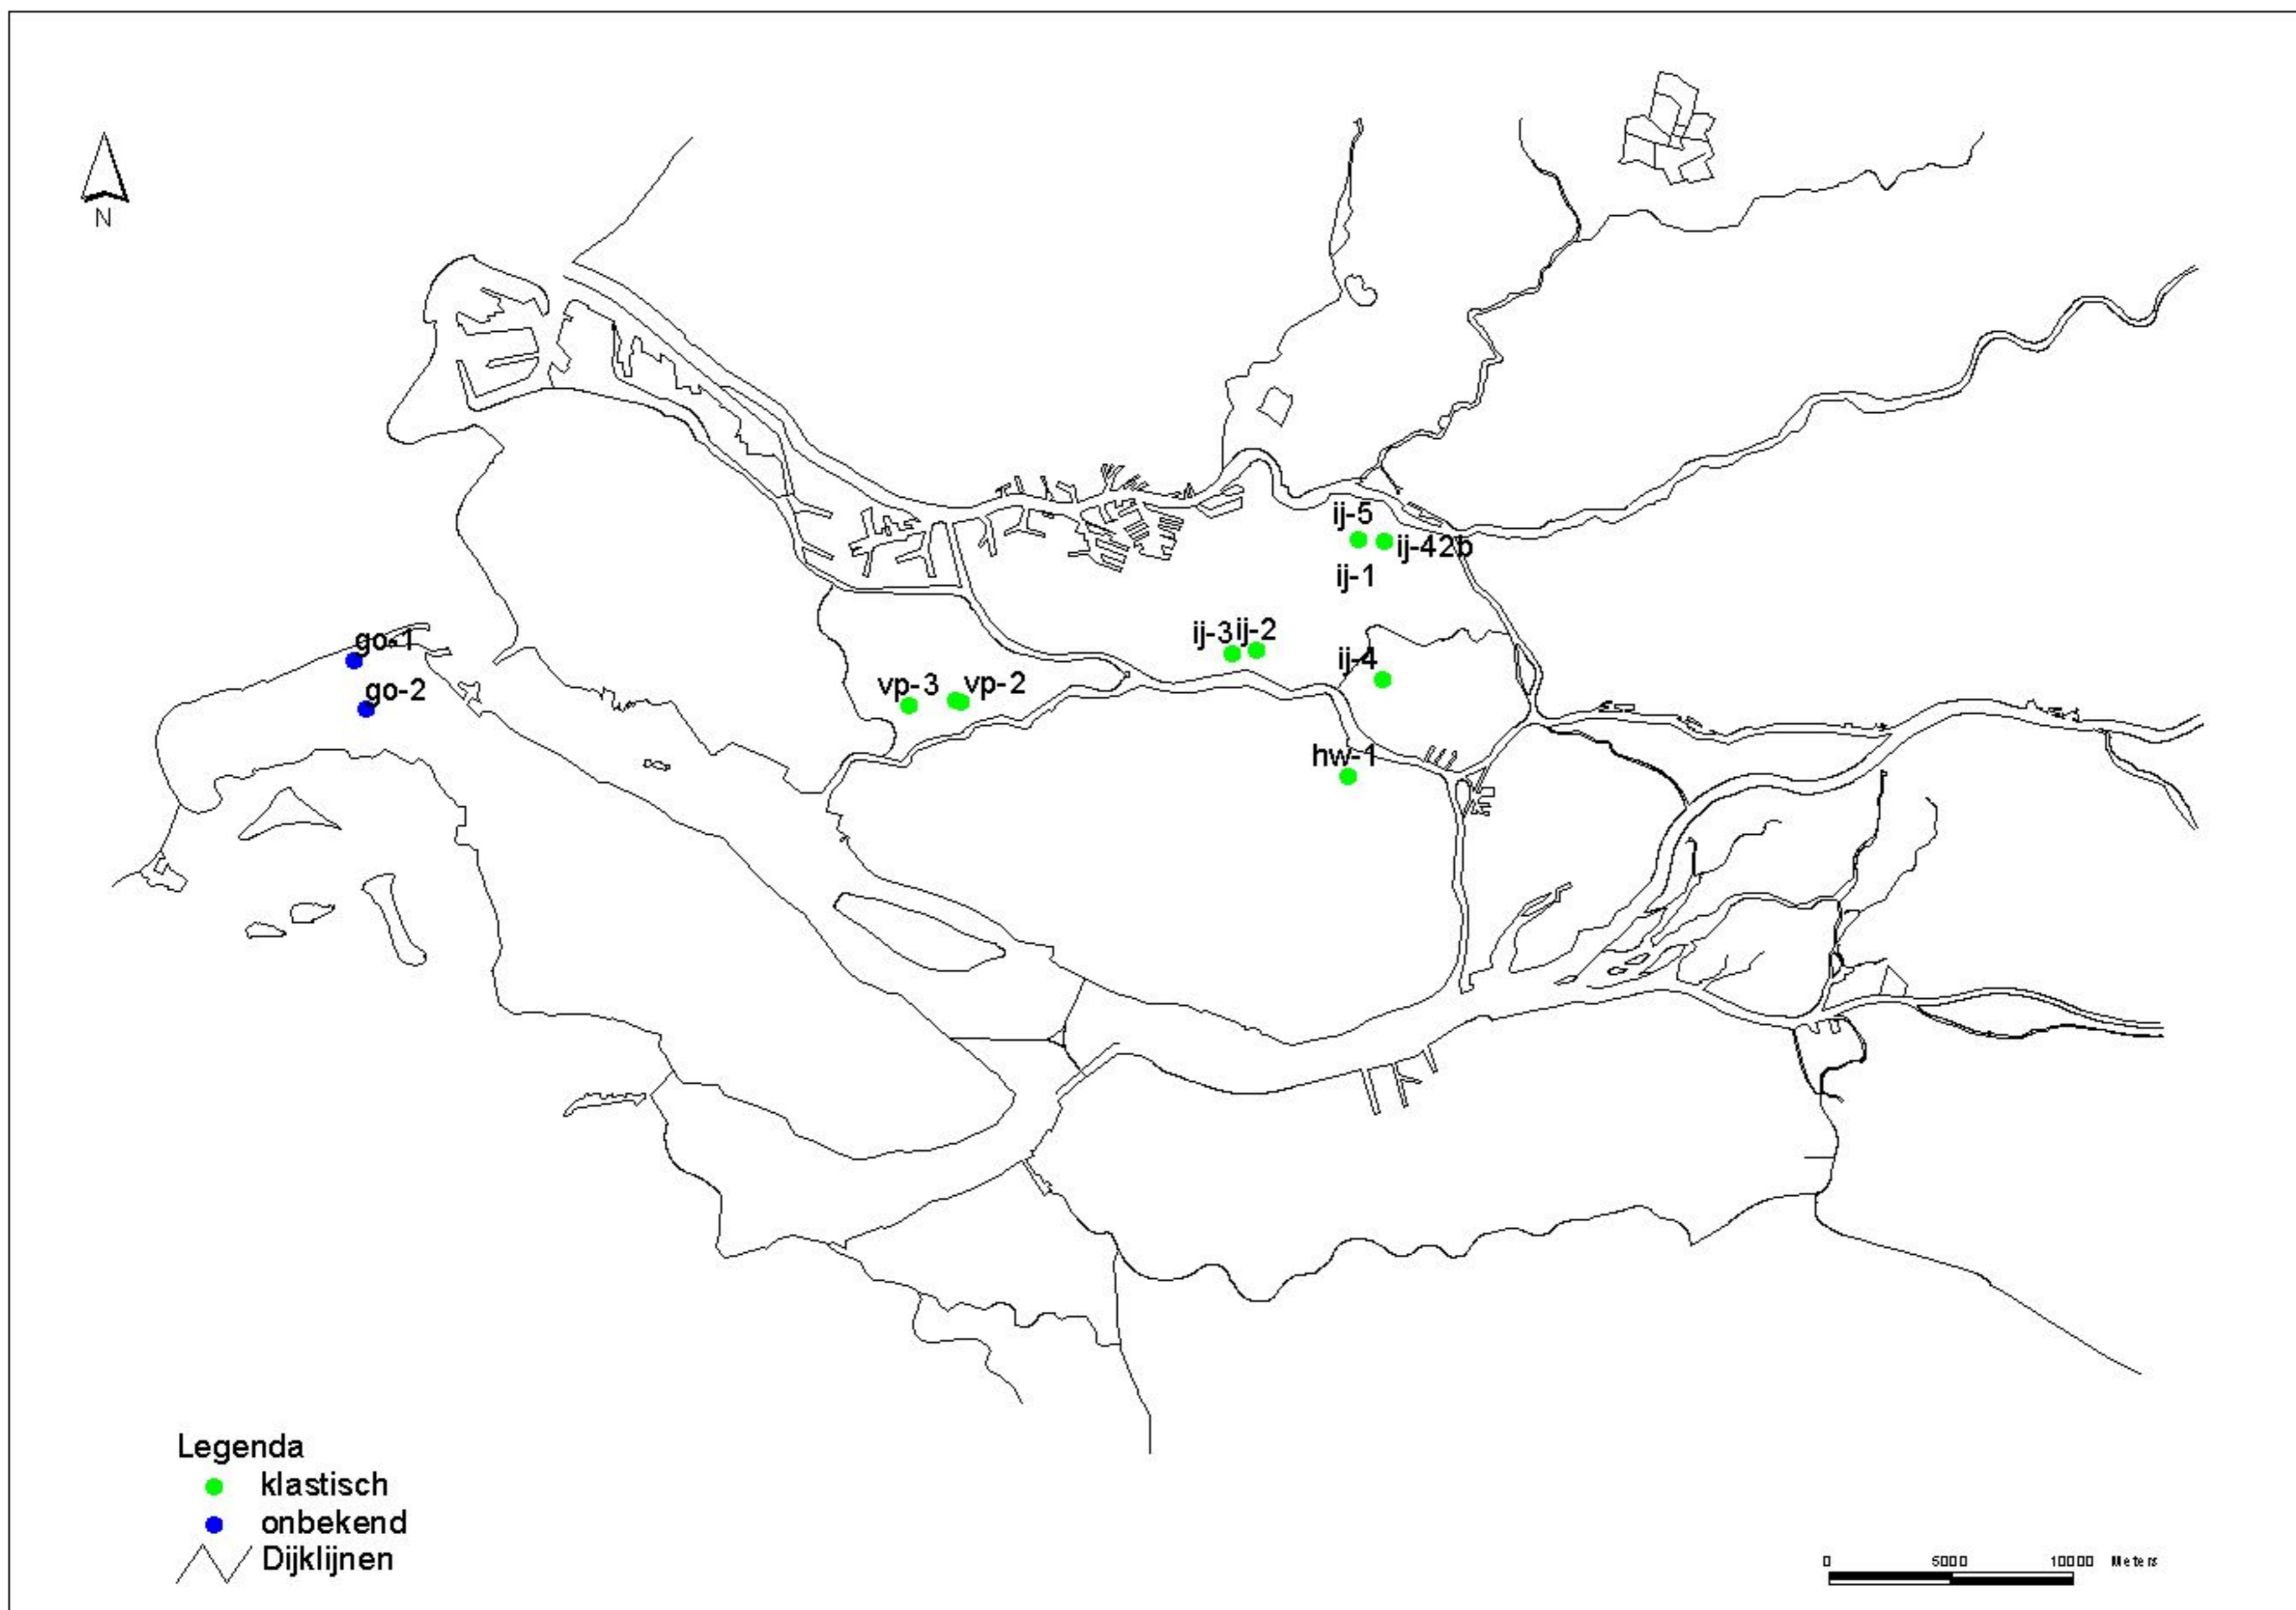 N
ij-5
ij-42b
ij-1
ij-3
ij-2
go-1
ij-4
go-2
vp-3
vp-2
hw-1
Legenda
klastisch
onbekend
Dijklijnen
0 5000 10000 Meters